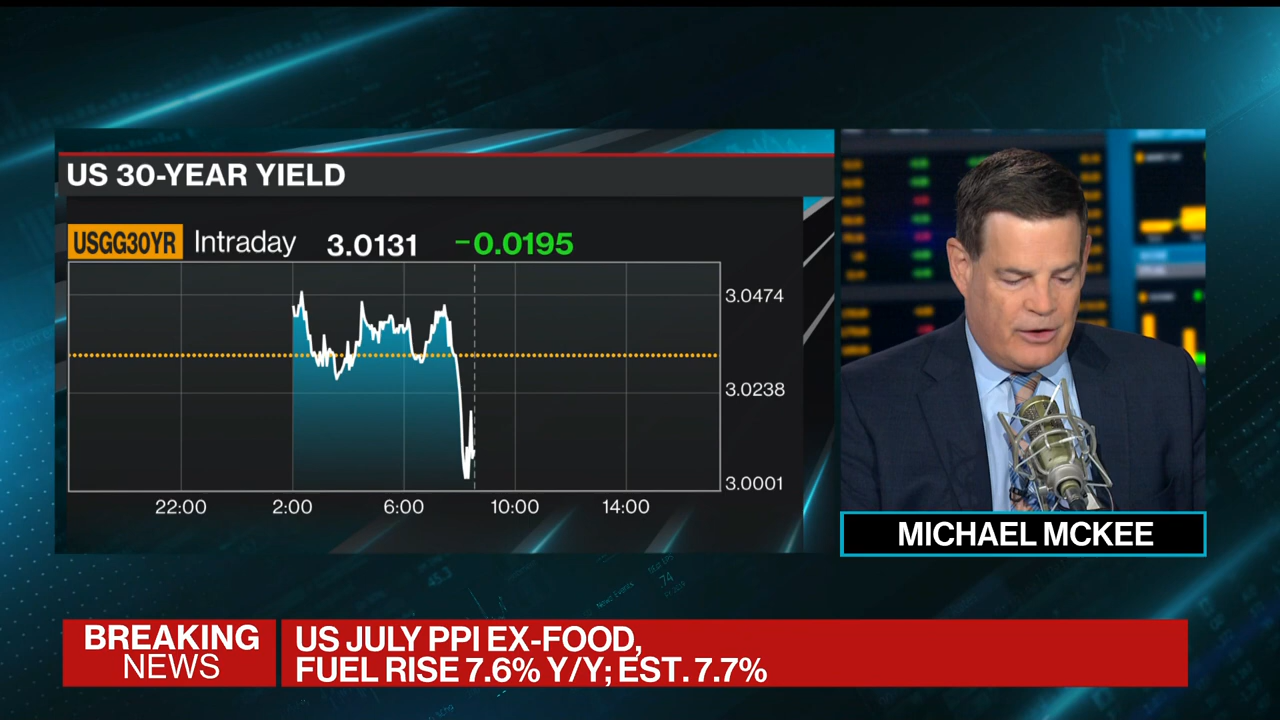 US 30-YEAR YIELD
USGG30YR Intraday 3.0131 -0.0195
3.0474
3.0238
3.0001
22:00 2:00 6:00 10:00 14:00
MICHAEL MCKEE
BREAKING
NEWS
US JULY PPI EX-FOOD,
FUEL RISE 7.6% Y/Y; EST. 7.7%